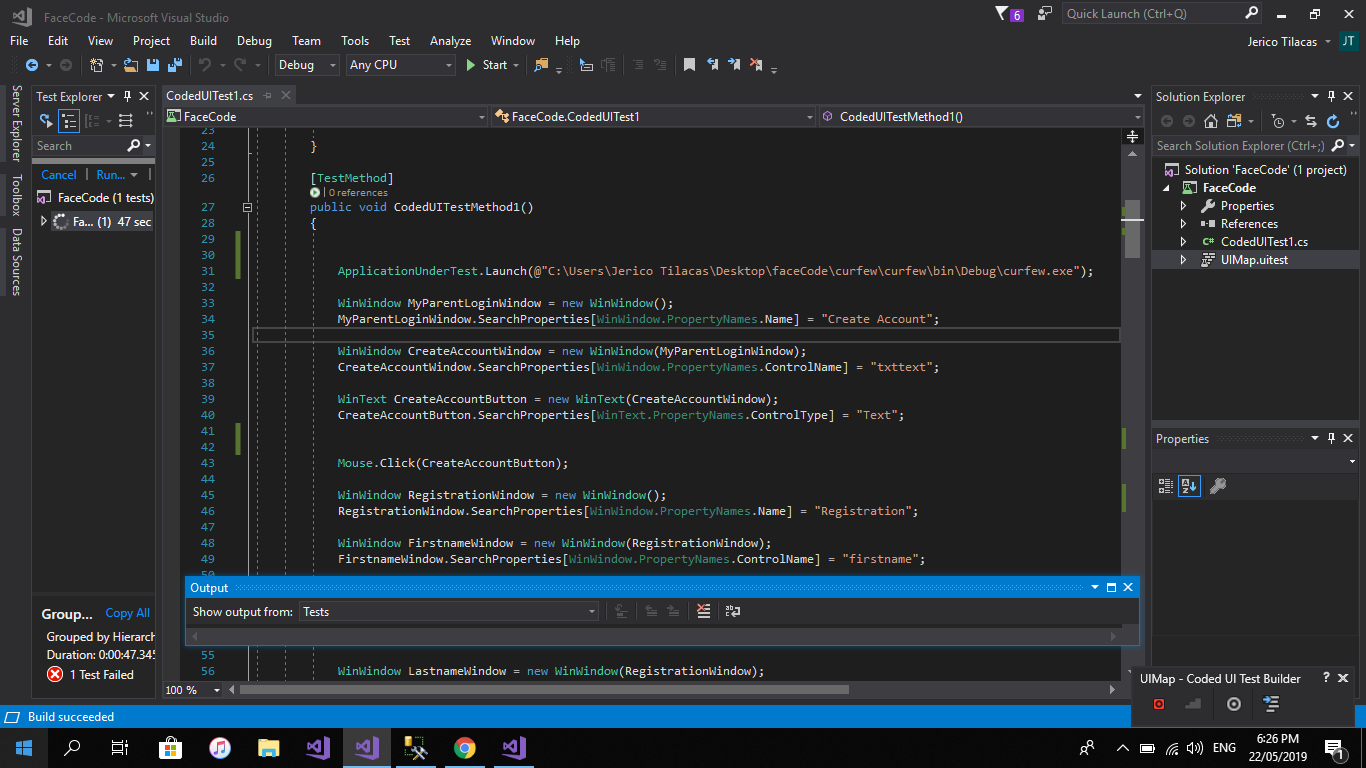 FaceCode - Microsoft Visual Studio
6
Quick Launch (Ctrl+Q)
File Edit View Project Build Debug Team Tools Test Analyze Window Help
Jerico Tilacas JT
Debug Any CPU Start
Server Explorer
Toolbox
Data Sources
Test Explorer
Search
Cancel Run...
FaceCode (1 tests)
Fa... (1) 47 sec
Group... Copy All
Grouped by Hierarch
Duration: 0:00:47.345
1 Test Failed
CodedUITest1.cs
FaceCode FaceCode.CodedUITest1 CodedUITestMethod1()
23
24 }
25
26 [TestMethod]
0 references
27 public void CodedUITestMethod1()
28 {
29
30
31 ApplicationUnderTest.Launch(@"C:\Users\Jerico Tilacas\Desktop\faceCode\curfew\curfew\bin\Debug\curfew.exe");
32
33 WinWindow MyParentLoginWindow = new WinWindow();
34 MyParentLoginWindow.SearchProperties[WinWindow.PropertyNames.Name] = "Create Account";
35
36 WinWindow CreateAccountWindow = new WinWindow(MyParentLoginWindow);
37 CreateAccountWindow.SearchProperties[WinWindow.PropertyNames.ControlName] = "txttext";
38
39 WinText CreateAccountButton = new WinText(CreateAccountWindow);
40 CreateAccountButton.SearchProperties[WinText.PropertyNames.ControlType] = "Text";
41
42
43 Mouse.Click(CreateAccountButton);
44
45 WinWindow RegistrationWindow = new WinWindow();
46 RegistrationWindow.SearchProperties[WinWindow.PropertyNames.Name] = "Registration";
47
48 WinWindow FirstnameWindow = new WinWindow(RegistrationWindow);
49 FirstnameWindow.SearchProperties[WinWindow.PropertyNames.ControlName] = "firstname";
50
Output
Show output from: Tests
55
56 WinWindow LastnameWindow = new WinWindow(RegistrationWindow);
100 %
Solution Explorer
Search Solution Explorer (Ctrl+;)
Solution 'FaceCode' (1 project)
FaceCode
Properties
References
C# CodedUITest1.cs
UIMap.uitest
Properties
UIMap - Coded UI Test Builder ?
Build succeeded
ENG
6:26 PM
22/05/2019
1